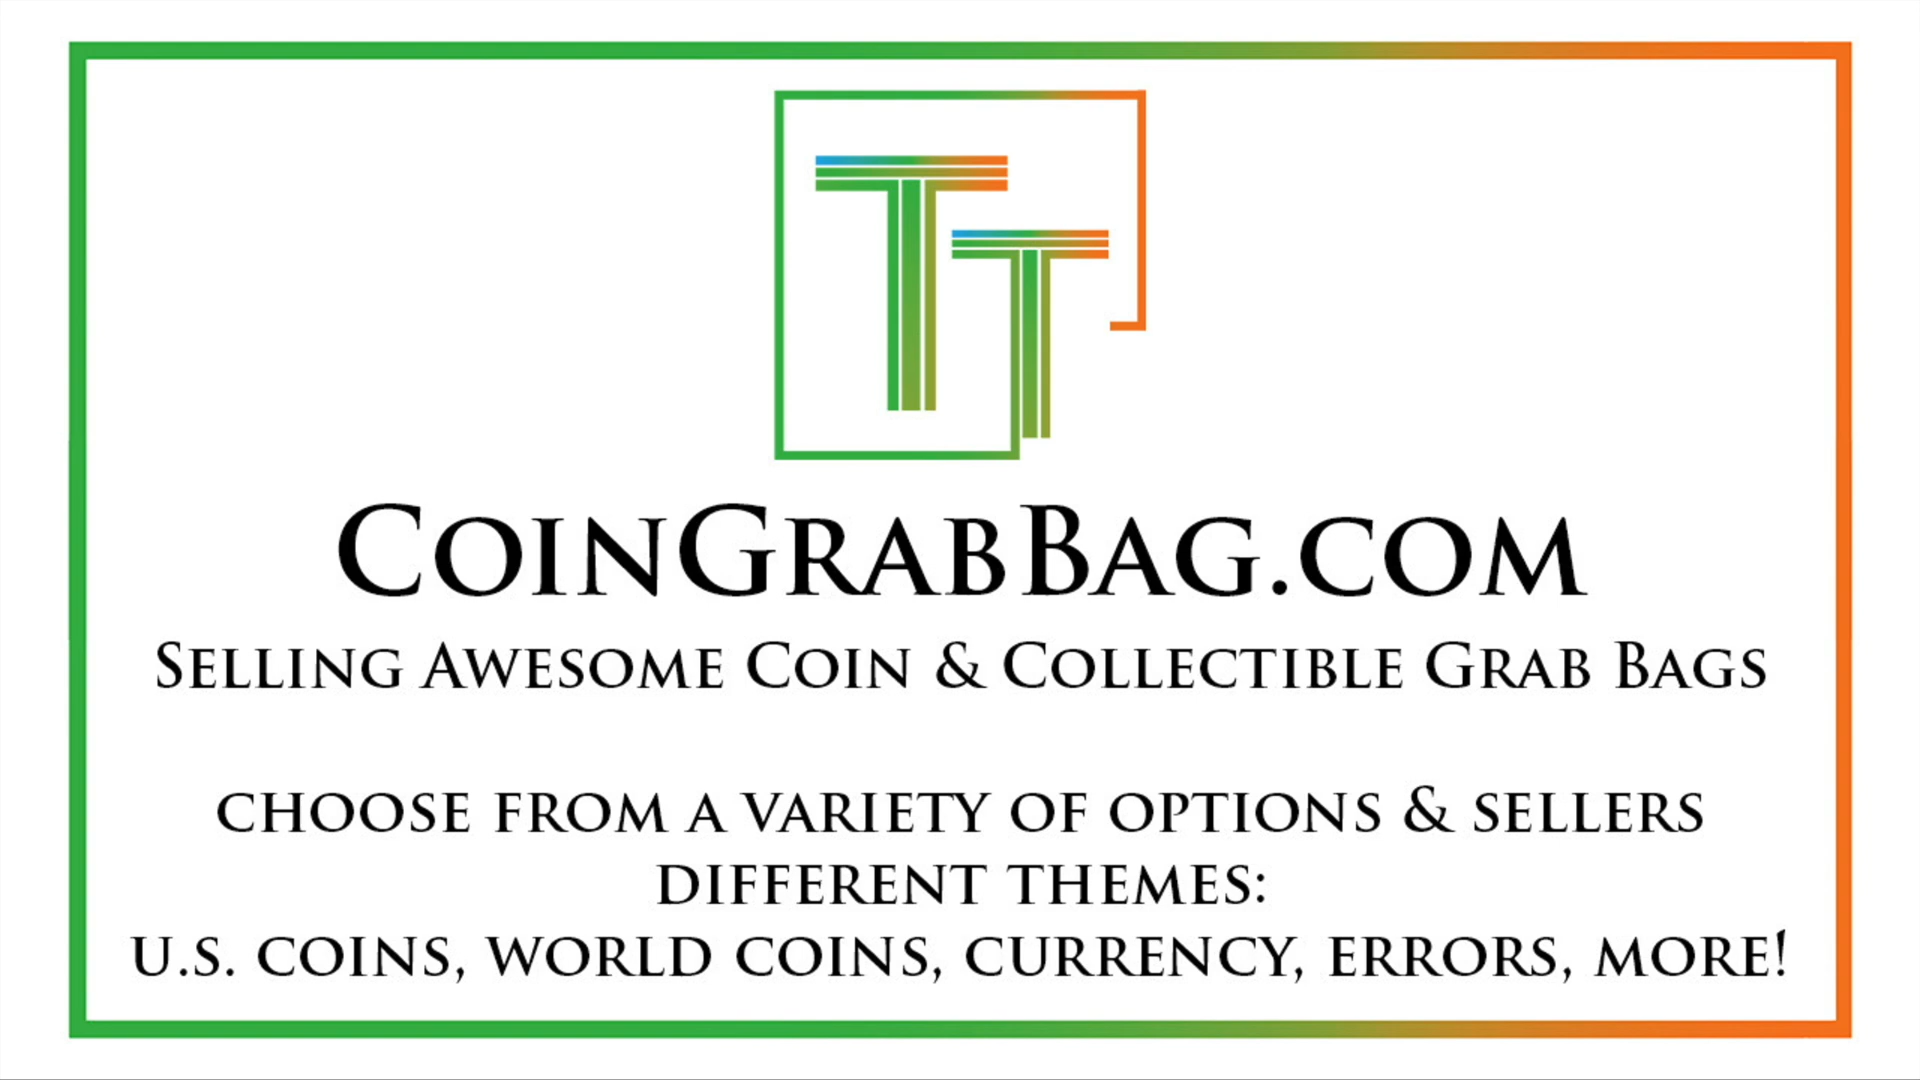 TT
CoinGrabBag.com
Selling Awesome Coin & Collectible Grab Bags
choose from a variety of options & sellers
different themes:
u.s. coins, world coins, currency, errors, more!